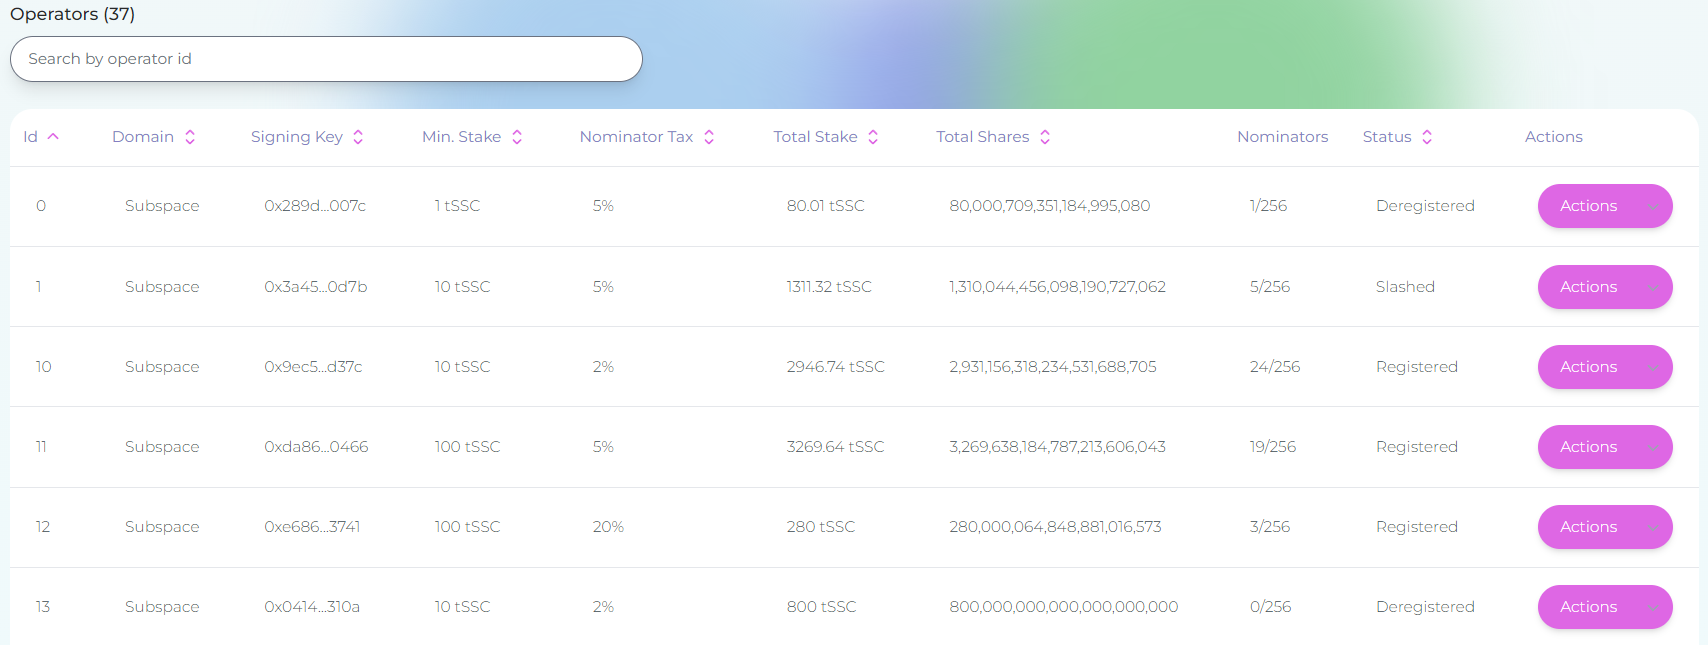 Operators (37)
Search by operator id
Id Domain Signing Key Min. Stake Nominator Tax Total Stake Total Shares Nominators Status Actions
0 Subspace 0x289d...007c 1 tSSC 5% 80.01 tSSC 80,000,709,351,184,995,080 1/256 Deregistered Actions
1 Subspace 0x3a45...0d7b 10 tSSC 5% 1311.32 tSSC 1,310,044,456,098,190,727,062 5/256 Slashed Actions
10 Subspace 0x9ec5...d37c 10 tSSC 2% 2946.74 tSSC 2,931,156,318,234,531,688,705 24/256 Registered Actions
11 Subspace 0xda86...0466 100 tSSC 5% 3269.64 tSSC 3,269,638,184,787,213,606,043 19/256 Registered Actions
12 Subspace 0xe686...3741 100 tSSC 20% 280 tSSC 280,000,064,848,881,016,573 3/256 Registered Actions
13 Subspace 0x0414...310a 10 tSSC 2% 800 tSSC 800,000,000,000,000,000,000 0/256 Deregistered Actions